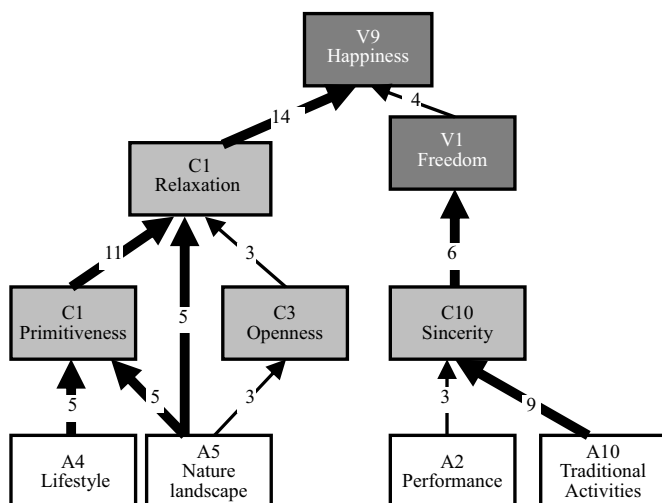 V9
Happiness
14
4
C1
Relaxation
V1
Freedom
11
3
6
C1
Primitiveness
5
C3
Openness
C10
Sincerity
5
5
3
3
9
A4
Lifestyle
A5
Nature
landscape
A2
Performance
A10
Traditional
Activities